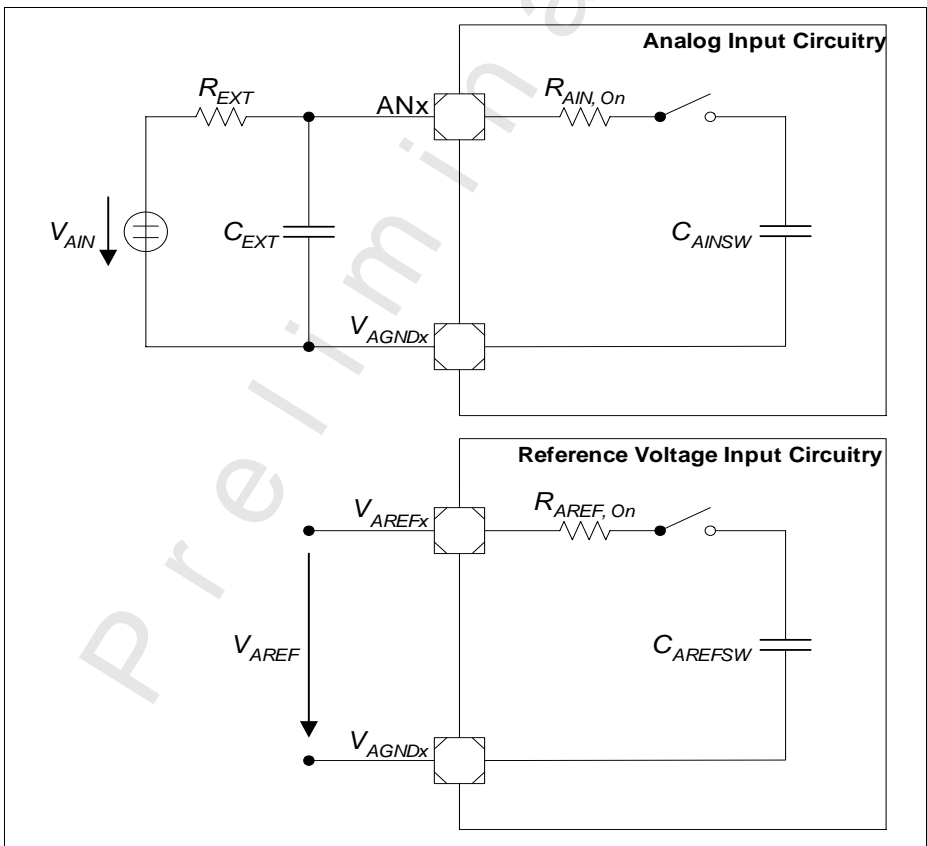 Analog Input Circuitry
R_EXT
ANx
R_AIN, On
V_AIN
C_EXT
C_AINSW
V_AGNDx
Reference Voltage Input Circuitry
V_AREFx
R_AREF, On
V_AREF
C_AREFSW
V_AGNDx
Prelimina